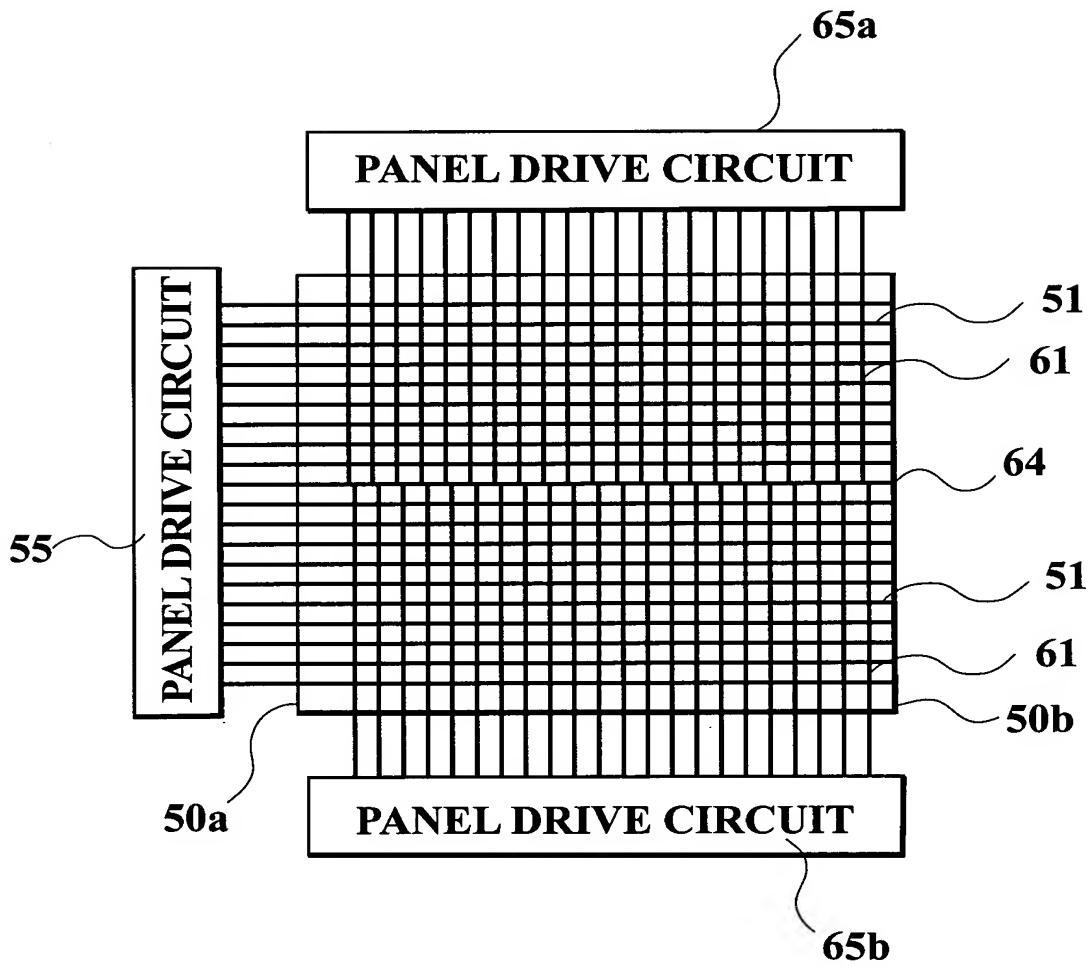 65a
PANEL DRIVE CIRCUIT
51
61
64
PANEL DRIVE CIRCUIT
55
51
61
50b
50a
PANEL DRIVE CIRCUIT
65b